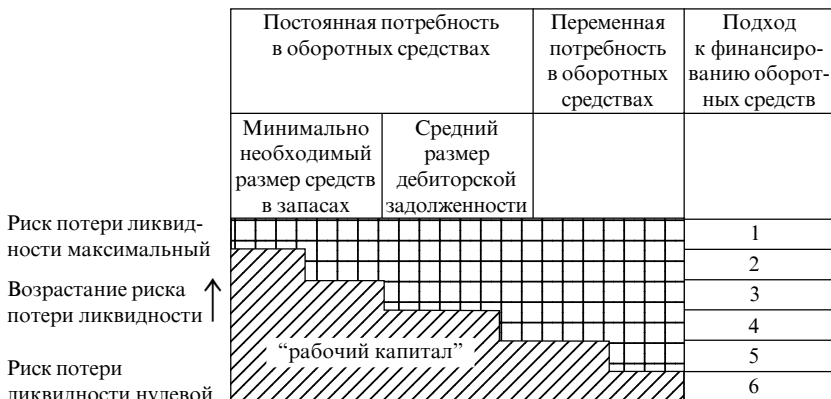 Постоянная потребность
в оборотных средствах
Переменная
потребность
в оборотных
средствах
Подход
к финансиро-
ванию оборот-
ных средств
Минимально
необходимый
размер средств
в запасах
Средний
размер
дебиторской
задолженности
Риск потери ликвид-
ности максимальный
Возрастание риска
потери ликвидности
Риск потери
ликвидности нулевой
“рабочий капитал”
1
2
3
4
5
6